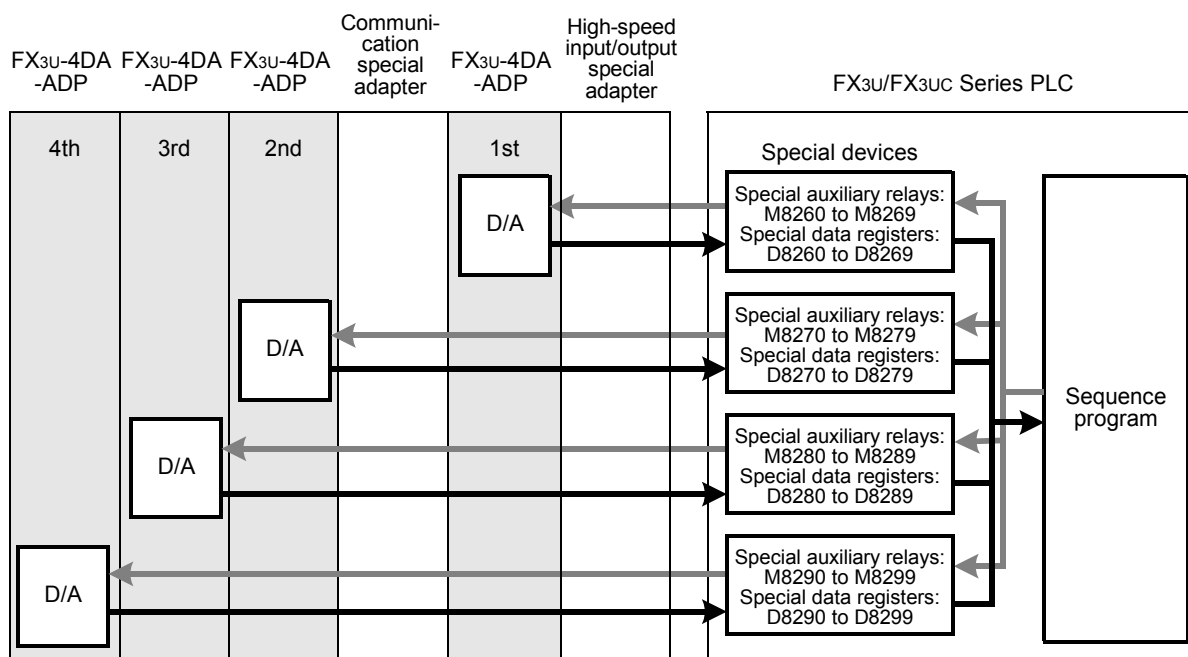 FX3U-4DA
-ADP
FX3U-4DA
-ADP
FX3U-4DA
-ADP
Communi-
cation
special
adapter
FX3U-4DA
-ADP
High-speed
input/output
special
adapter
FX3U/FX3UC Series PLC
4th
3rd
2nd
1st
Special devices
D/A
Special auxiliary relays:
M8260 to M8269
Special data registers:
D8260 to D8269
D/A
Special auxiliary relays:
M8270 to M8279
Special data registers:
D8270 to D8279
Sequence
program
D/A
Special auxiliary relays:
M8280 to M8289
Special data registers:
D8280 to D8289
D/A
Special auxiliary relays:
M8290 to M8299
Special data registers:
D8290 to D8299